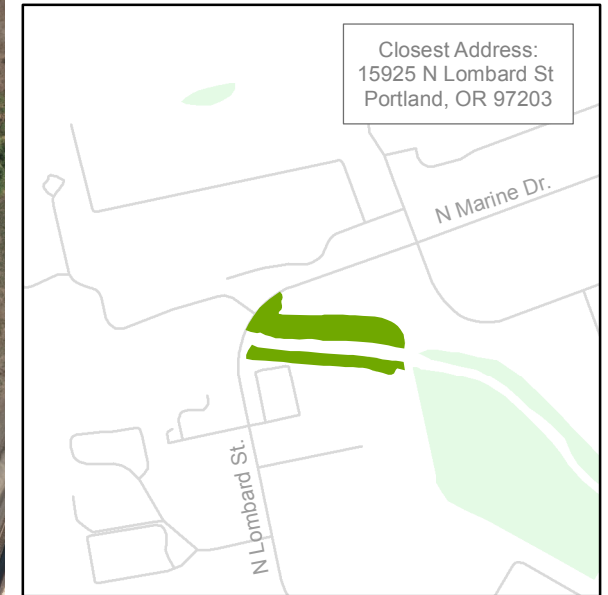 Closest Address:
15925 N Lombard St
Portland, OR 97203
N Marine Dr.
N Lombard St.